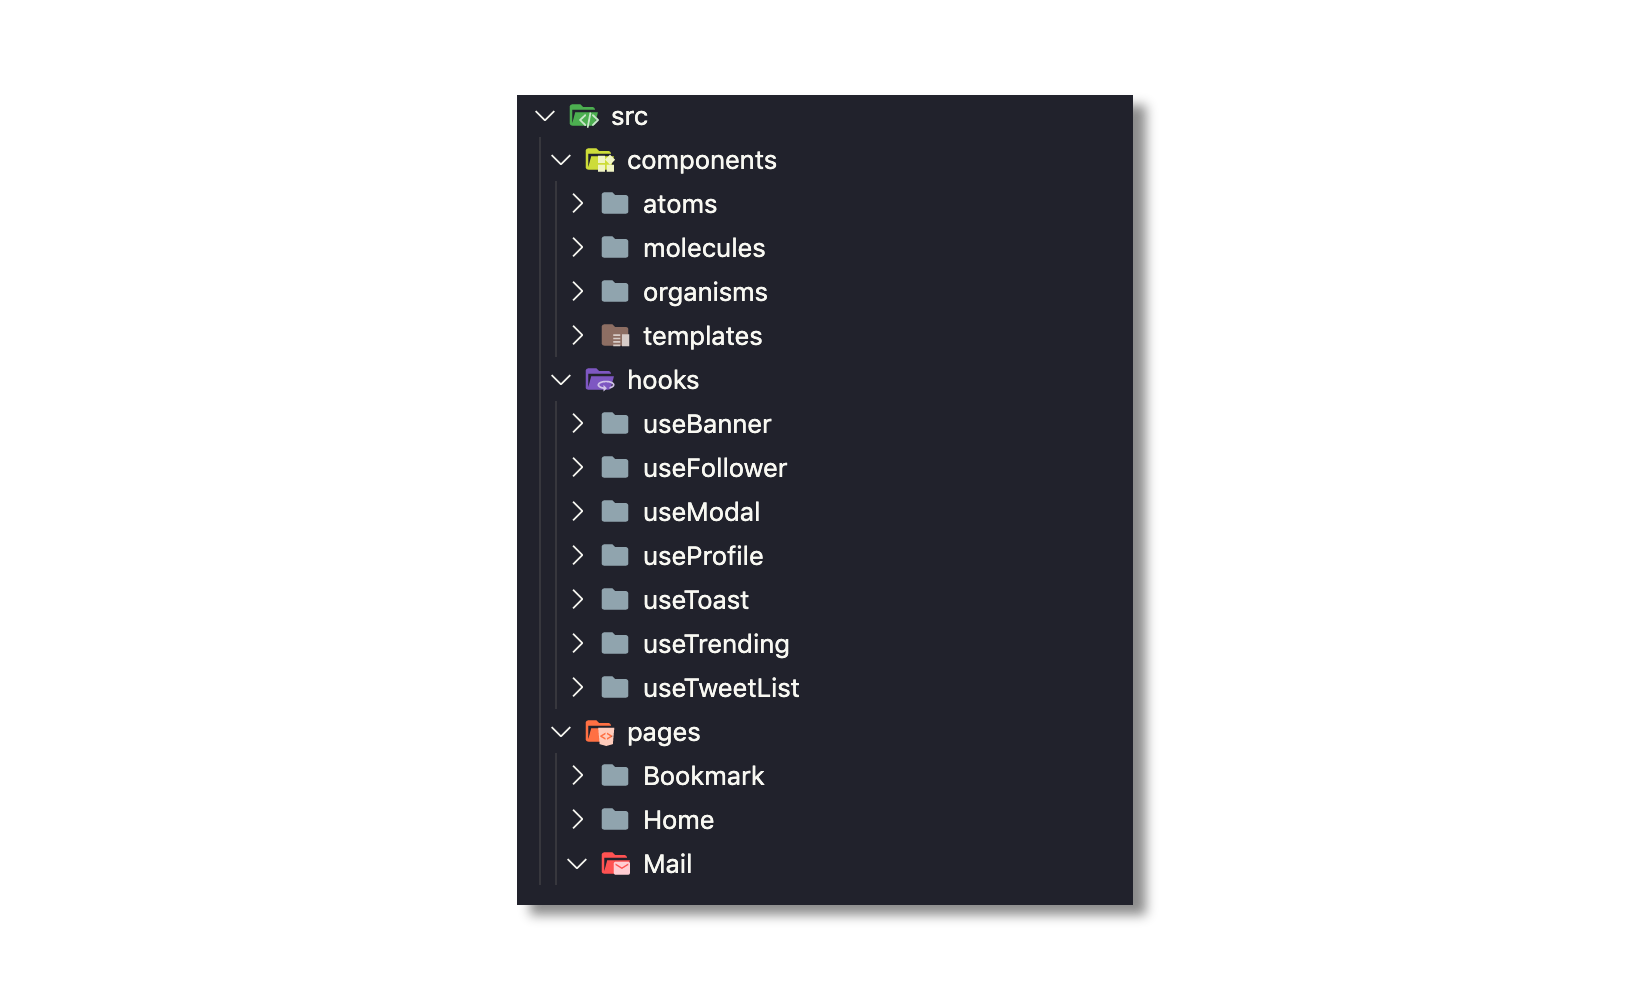 src
components
atoms
molecules
organisms
templates
hooks
useBanner
useFollower
useModal
useProfile
useToast
useTrending
useTweetList
pages
Bookmark
Home
Mail